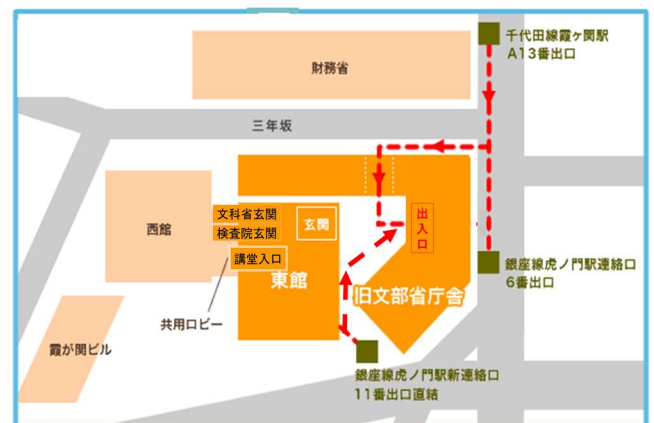 千代田線霞ヶ関駅
A13番出口
財務省
三年坂
西館
文科省玄関
検査院玄関
講堂入口
玄関
東館
出入口
旧文部省庁舎
銀座線虎ノ門駅連絡口
6番出口
共用ロビー
霞が関ビル
銀座線虎ノ門駅新連絡口
11番出口直結